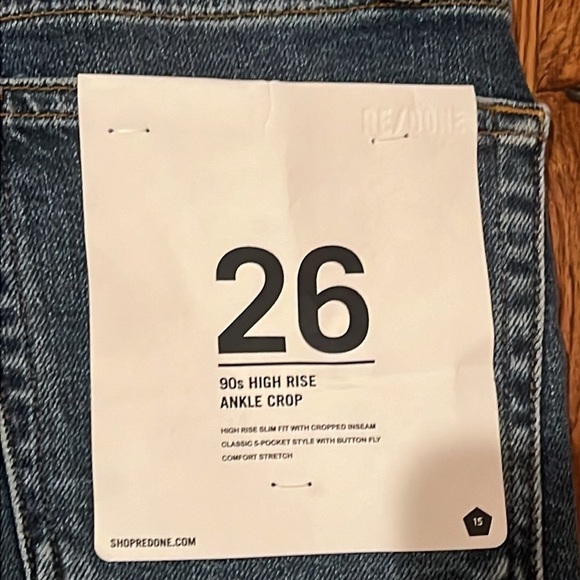 RE/DONE
26
90s HIGH RISE
ANKLE CROP
HIGH RISE SLIM FIT WITH CROPPED INSEAM
CLASSIC 5-POCKET STYLE WITH BUTTON FLY
COMFORT STRETCH
15
SHOPREDONE.COM